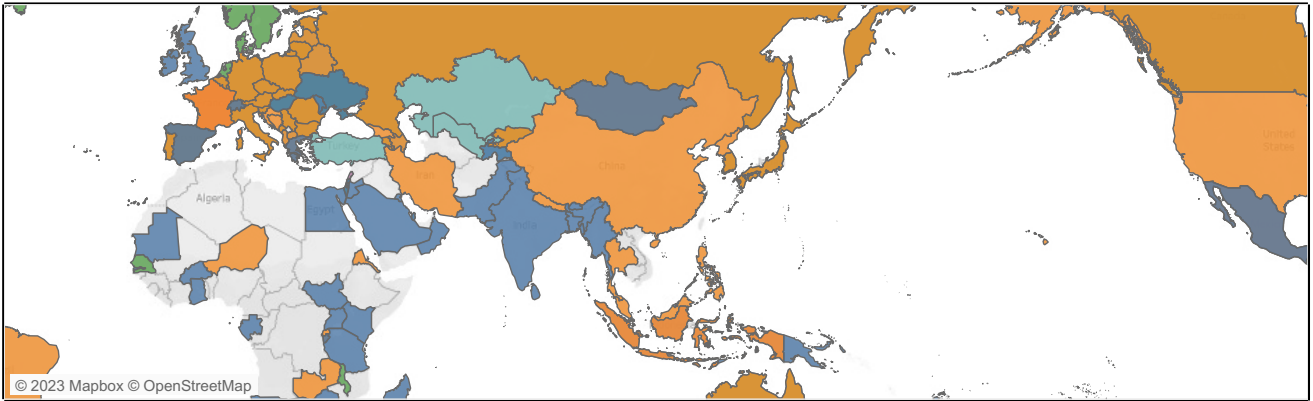 Turkey
United
States
China
Iran
Algeria
Egypt
India
© 2023 Mapbox © OpenStreetMap